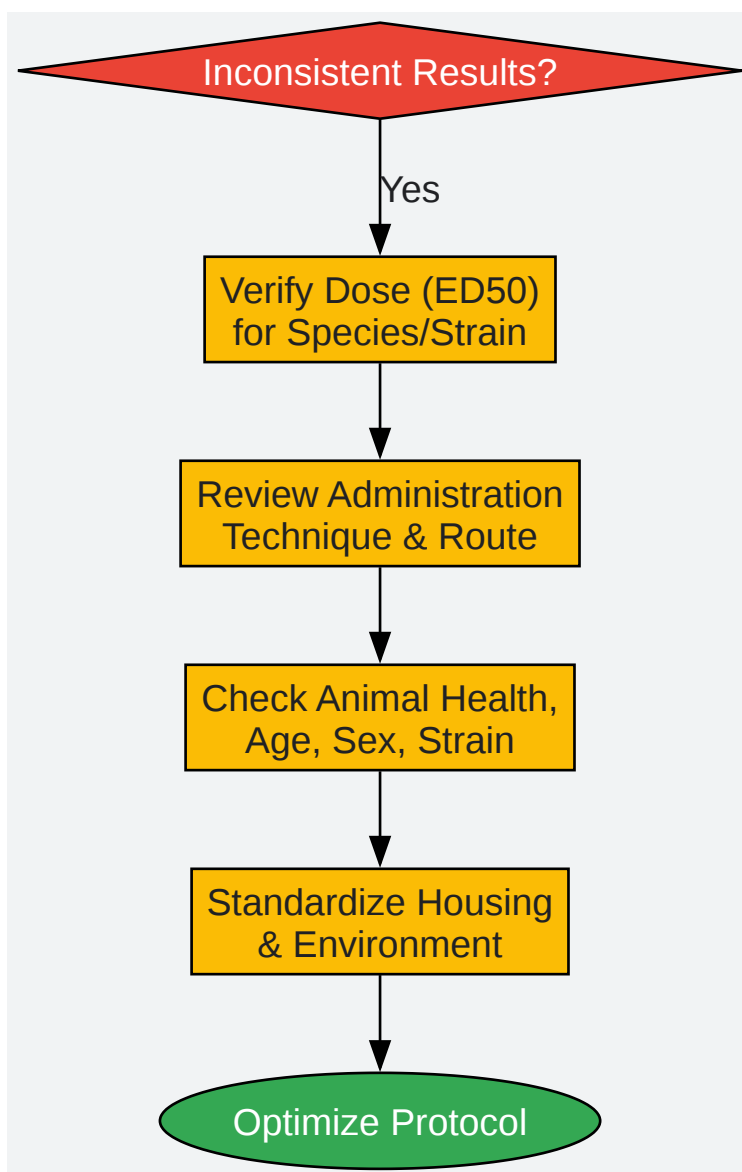 Inconsistent Results?
Yes
Verify Dose (ED50)
for Species/Strain
Review Administration
Technique & Route
Check Animal Health,
Age, Sex, Strain
Standardize Housing
& Environment
Optimize Protocol